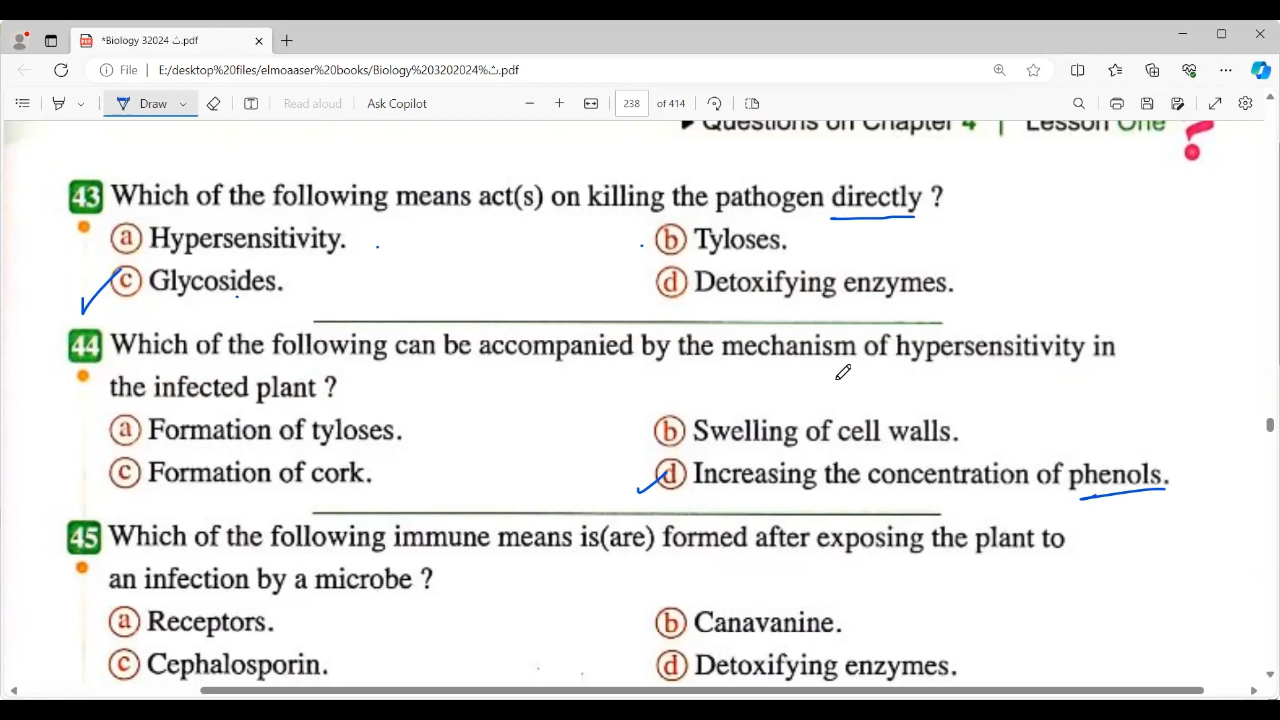 *Biology 32024 ث.pdf
File
E:/desktop%20files/elmoaaser%20books/Biology%203202024%ث.pdf
Draw
Read aloud
Ask Copilot
238
of 414
Questions on Chapter 4 | Lesson One
?
43 Which of the following means act(s) on killing the pathogen directly ?
a Hypersensitivity.
b Tyloses.
c Glycosides.
d Detoxifying enzymes.
44 Which of the following can be accompanied by the mechanism of hypersensitivity in
the infected plant ?
a Formation of tyloses.
b Swelling of cell walls.
c Formation of cork.
d Increasing the concentration of phenols.
45 Which of the following immune means is(are) formed after exposing the plant to
an infection by a microbe ?
a Receptors.
b Canavanine.
c Cephalosporin.
d Detoxifying enzymes.